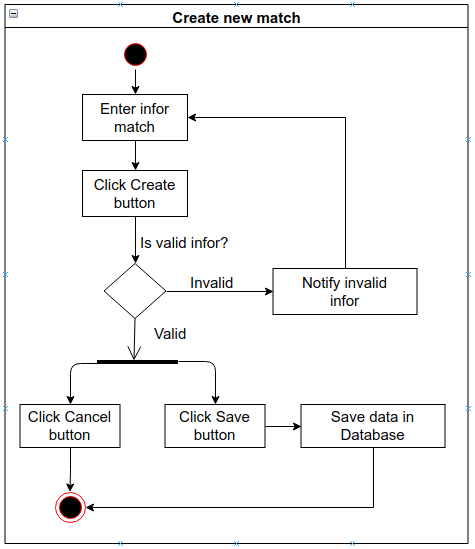 Create new match
Enter infor
match
Click Create
button
Is valid infor?
Invalid
Notify invalid
infor
Valid
Click Cancel
button
Click Save
button
Save data in
Database